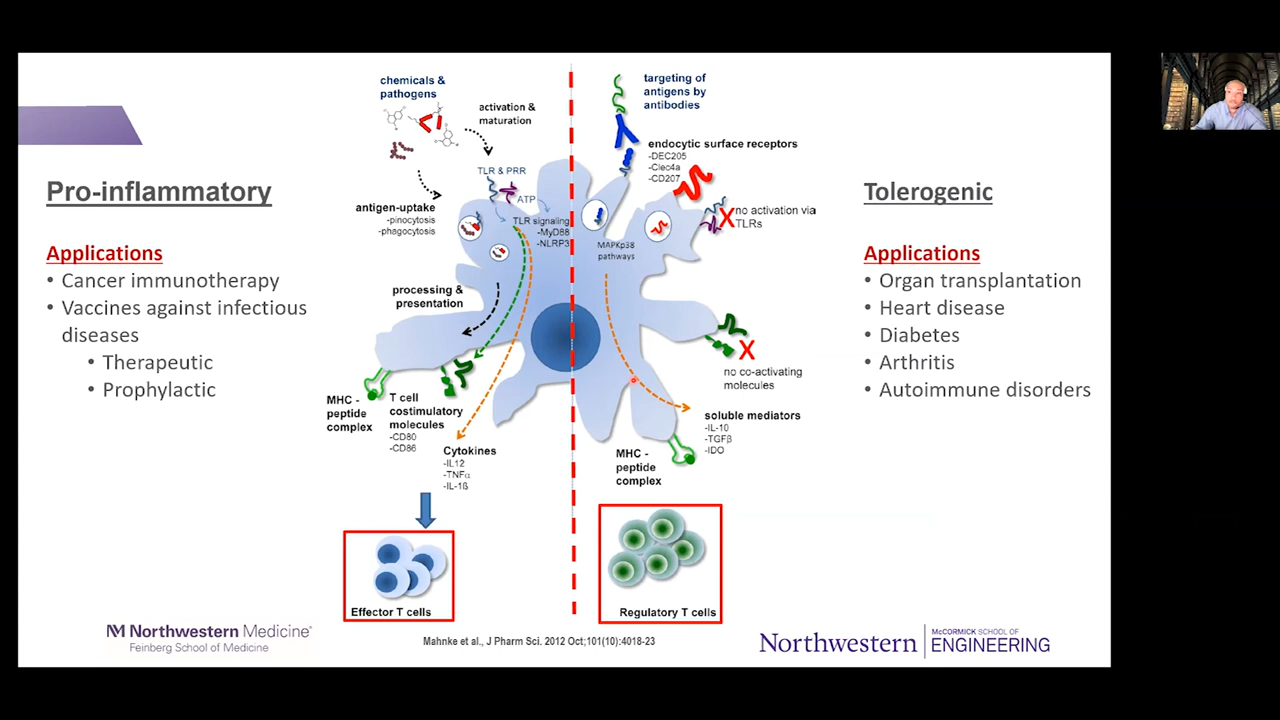 Pro-inflammatory
Applications
• Cancer immunotherapy
• Vaccines against infectious
diseases
• Therapeutic
• Prophylactic
chemicals &
pathogens
activation &
maturation
TLR & PRR
ATP
antigen-uptake
-pinocytosis
-phagocytosis
TLR signaling
-MyD88
-NLRP3
processing &
presentation
MHC -
peptide
complex
T cell
costimulatory
molecules
-CD80
-CD86
Cytokines
-IL12
-TNFα
-IL-1ß
Effector T cells
targeting of
antigens by
antibodies
endocytic surface receptors
-DEC205
-Clec4a
-CD207
X
no activation via
TLRs
MAPKp38
pathways
X
no co-activating
molecules
soluble mediators
-IL-10
-TGFβ
-IDO
MHC -
peptide
complex
Regulatory T cells
Tolerogenic
Applications
• Organ transplantation
• Heart disease
• Diabetes
• Arthritis
• Autoimmune disorders
Northwestern Medicine®
Feinberg School of Medicine
Mahnke et al., J Pharm Sci. 2012 Oct;101(10):4018-23
Northwestern
McCORMICK SCHOOL OF
ENGINEERING